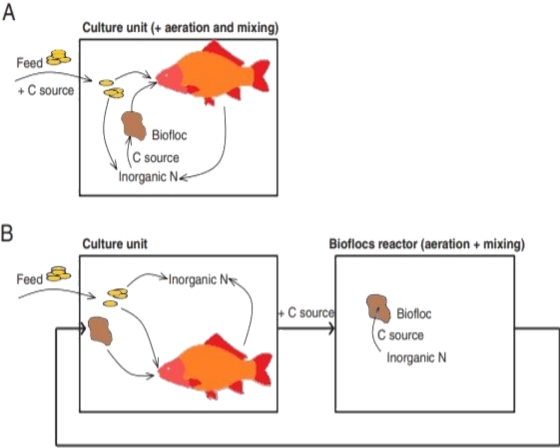 A
Culture unit (+ aeration and mixing)
Feed
+ C source
Biofloc
C source
Inorganic N
B
Culture unit
Bioflocs reactor (aeration + mixing)
Feed
Inorganic N
+ C source
Biofloc
C source
Inorganic N